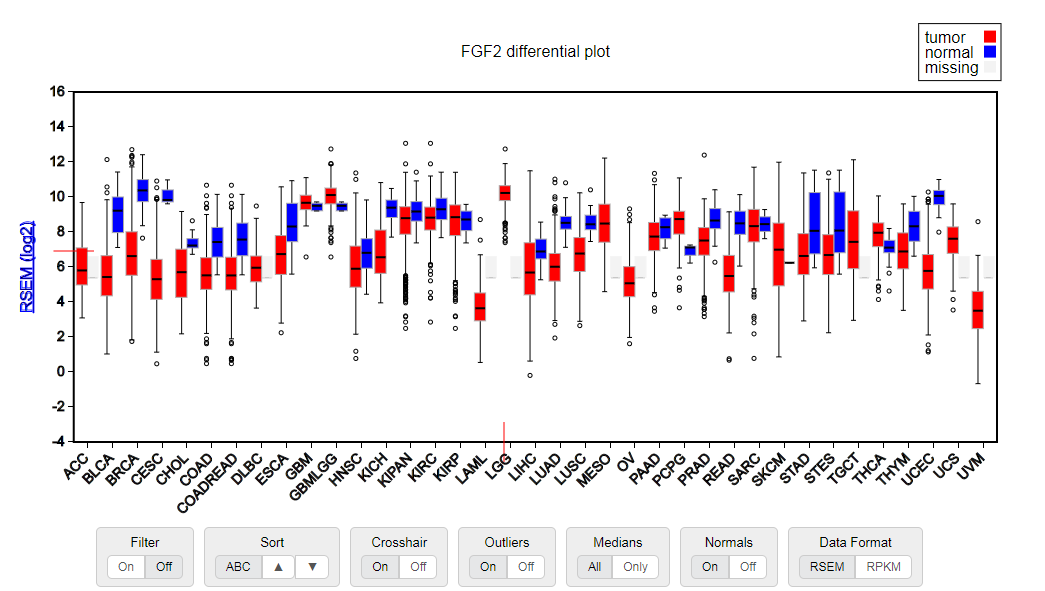 FGF2 differential plot
tumor
normal
missing
RSEM (log2)
16
14
12
10
8
6
4
2
0
-2
-4
ACC BLCA BRCA CESC CHOL COAD COADREAD DLBC ESCA GBM GBMLGG HNSC KICH KIPAN KIRC KIRP LAML LGG LIHC LUAD LUSC MESO OV PAAD PCPG PRAD READ SARC SKCM STAD STES TGCT THCA THYM UCEC UCS UVM
Filter Sort Crosshair Outliers Medians Normals Data Format
On Off ABC ▲ ▼ On Off On Off All Only On Off RSEM RPKM